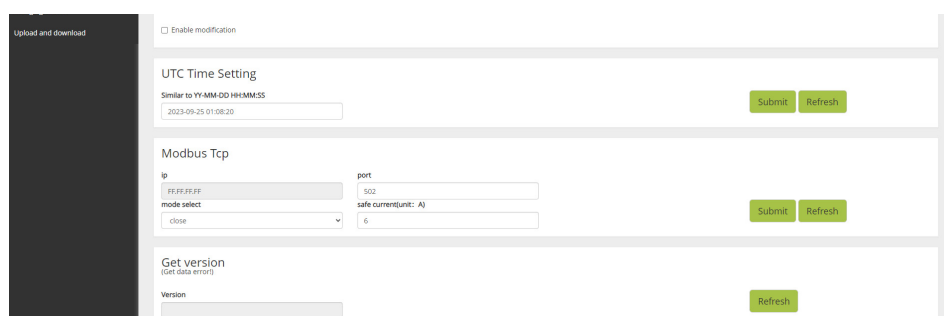 Upload and download
Enable modification
UTC Time Setting
Similar to YY-MM-DD HH:MM:SS
2023-09-25 01:08:20
Submit Refresh
Modbus Tcp
ip port
FF.FF.FF.FF 502
mode select safe current(unit: A)
close 6
Submit Refresh
Get version
(Get data error!)
Version
Refresh